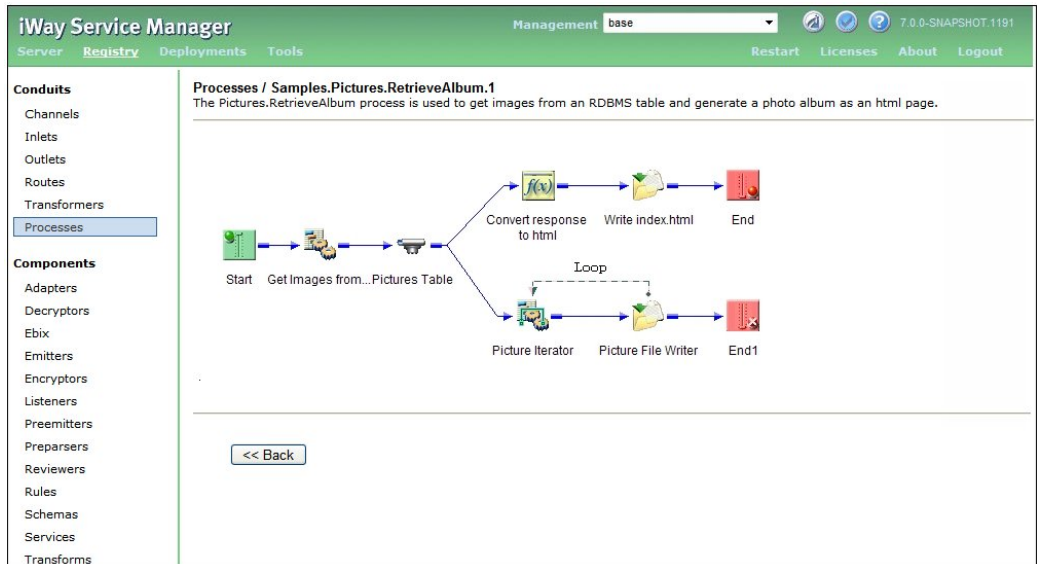 iWay Service Manager
Management base
7.0.0-SNAPSHOT.1191
Server Registry Deployments Tools
Restart Licenses About Logout
Conduits
Channels
Inlets
Outlets
Routes
Transformers
Processes
Components
Adapters
Decryptors
Ebix
Emitters
Encryptors
Listeners
Preemitters
Preparsers
Reviewers
Rules
Schemas
Services
Transforms
Processes / Samples.Pictures.RetrieveAlbum.1
The Pictures.RetrieveAlbum process is used to get images from an RDBMS table and generate a photo album as an html page.
f(x)
Convert response
to html
Write index.html
End
Start
Get Images from...
Pictures Table
Loop
Picture Iterator
Picture File Writer
End1
<< Back